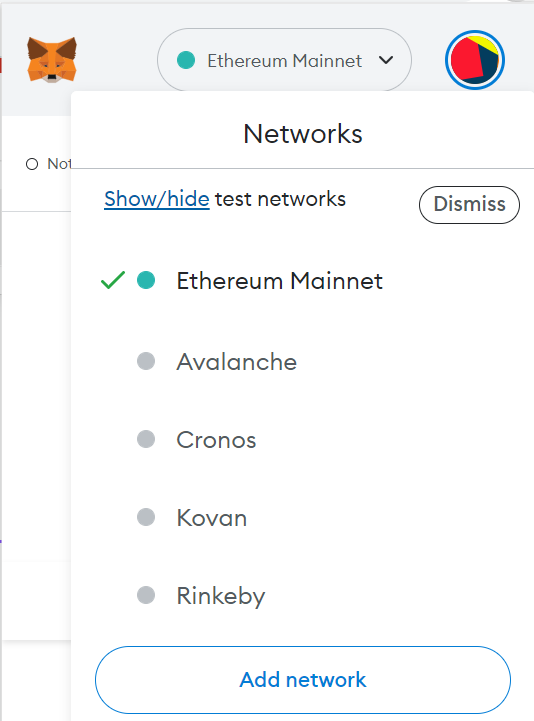 Ethereum Mainnet
Networks
Not
Show/hide test networks
Dismiss
Ethereum Mainnet
Avalanche
Cronos
Kovan
Rinkeby
Add network